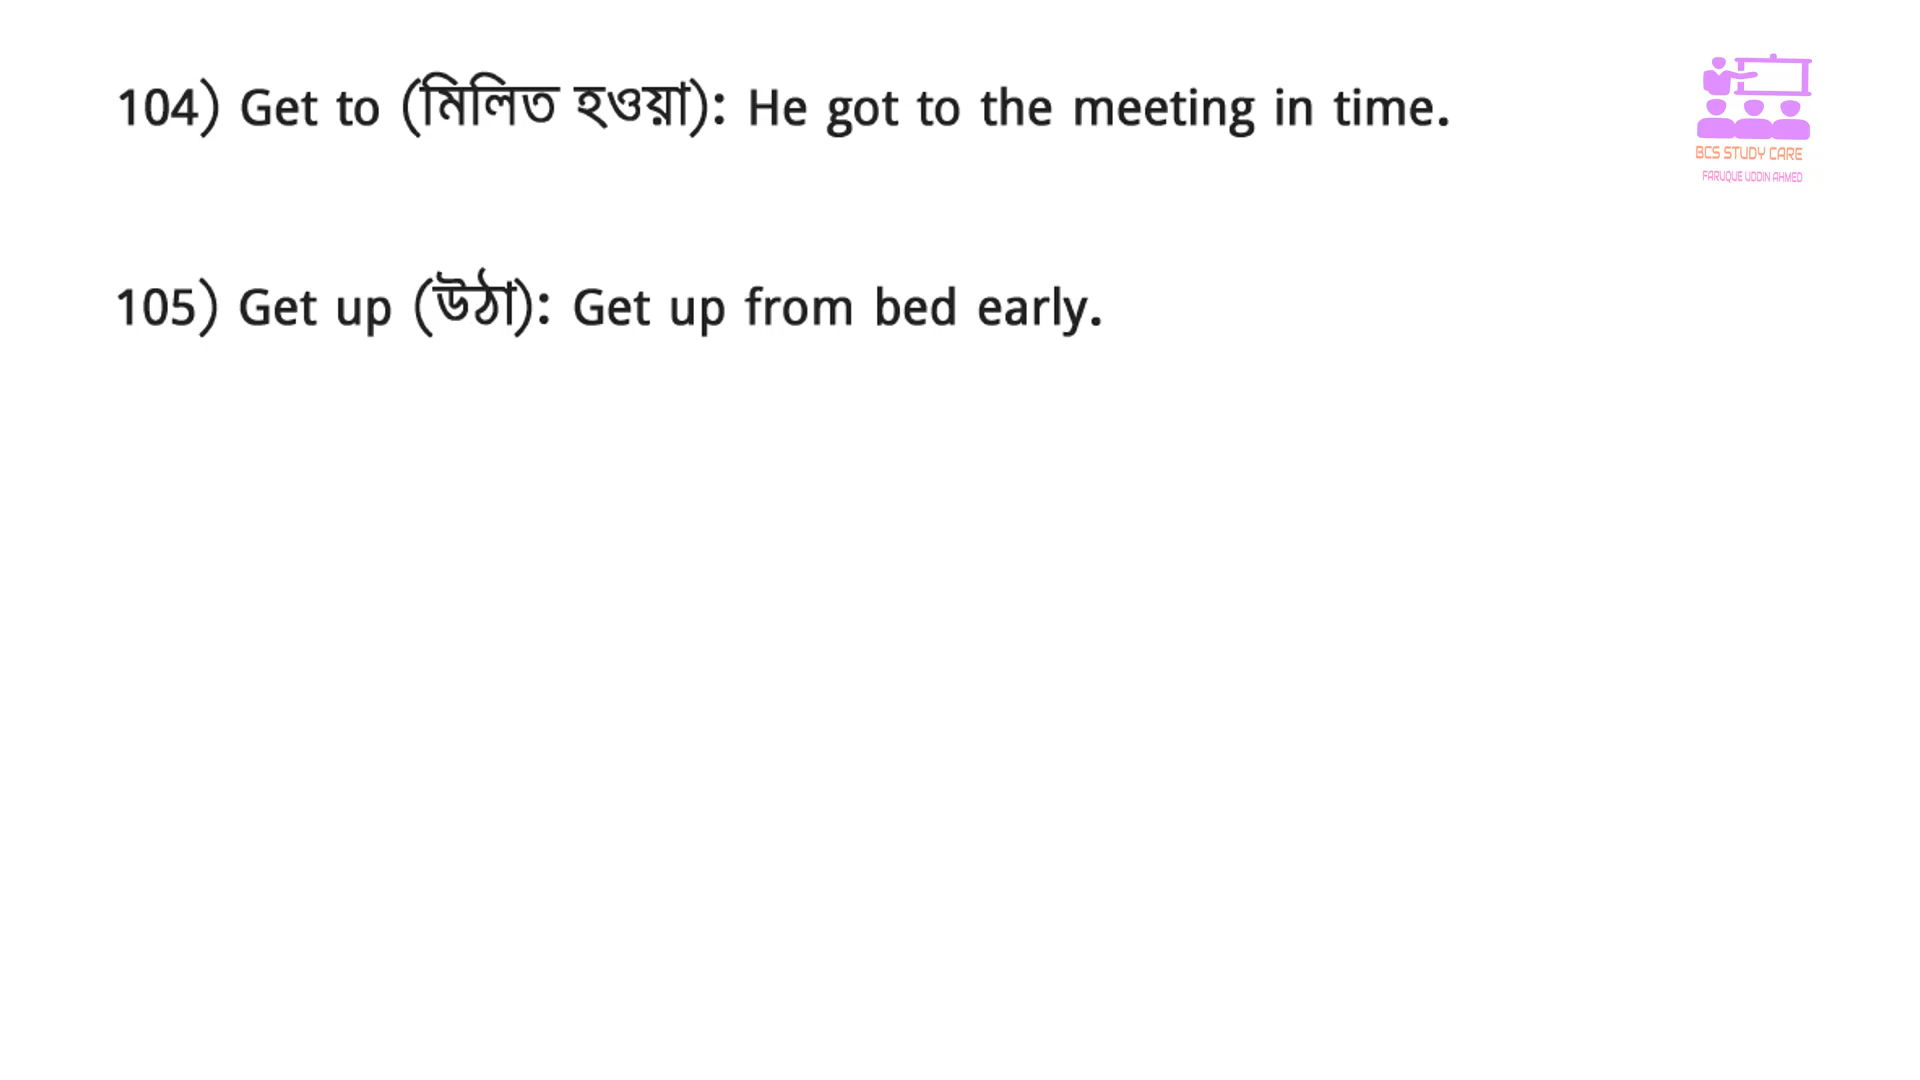 104) Get to (মিলিত হওয়া): He got to the meeting in time.
BCS STUDY CARE
FARUQUE UDDIN AHMED
105) Get up (উঠা): Get up from bed early.